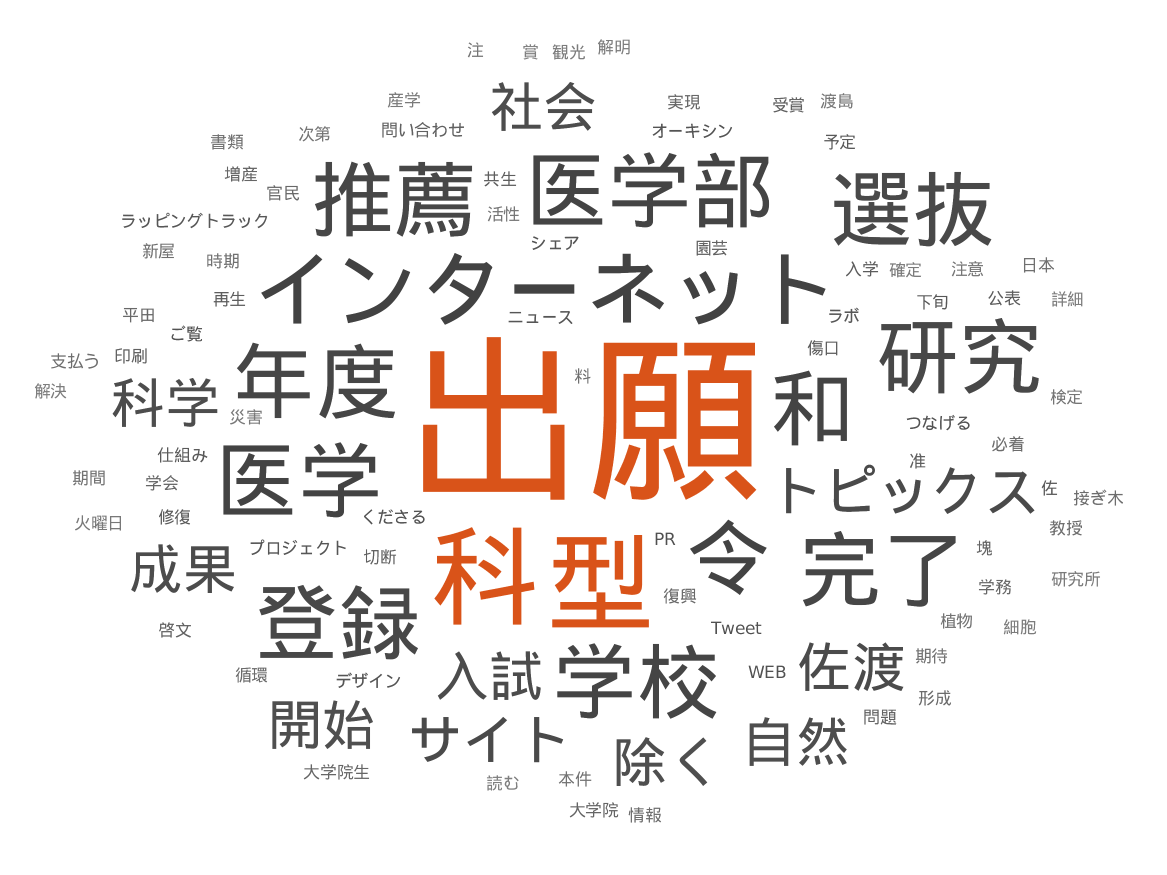 注 賞 観光 解明
産学 社会 実現 受賞 渡島
書類 次第 問い合わせ オーキシン 予定
増産 官民 推薦 共生 医学部 選抜
ラッピングトラック 活性
新屋 時期 シェア 園芸 入学 確定 注意 日本
再生 インターネット 下旬 公表 詳細
平田 ニュース ラボ
ご覧 傷口 研究
支払う 印刷 年度 出願 料 和
解決 科学 災害 検定
仕組み つなげる 必着
期間 学会 医学 准 トピックス 佐 接ぎ木
火曜日 修復 くださる 教授
成果 プロジェクト 切断 科型 PR 令 完了 塊
登録 復興 学務 研究所
啓文 Tweet 植物 細胞
循環 デザイン 入試 学校 WEB 佐渡 期待
開始 サイト 形成
問題
大学院生 読む 本件 除く 自然
大学院 情報